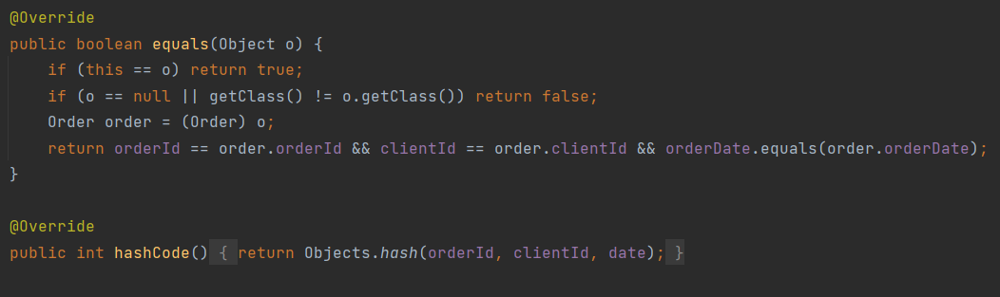 @Override
public boolean equals(Object o) {
if (this == o) return true;
if (o == null || getClass() != o.getClass()) return false;
Order order = (Order) o;
return orderId == order.orderId && clientId == order.clientId && orderDate.equals(order.orderDate);
}
@Override
public int hashCode() { return Objects.hash(orderId, clientId, date); }